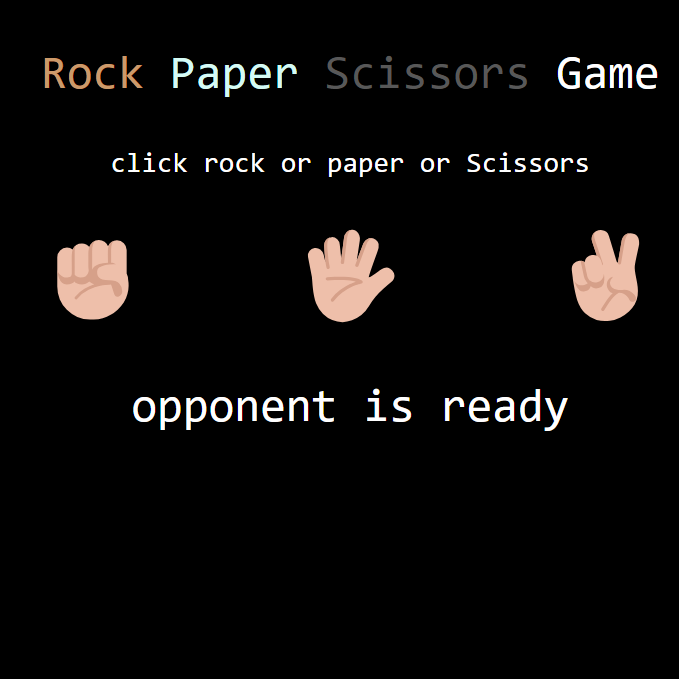 Rock Paper Scissors Game
click rock or paper or Scissors
opponent is ready